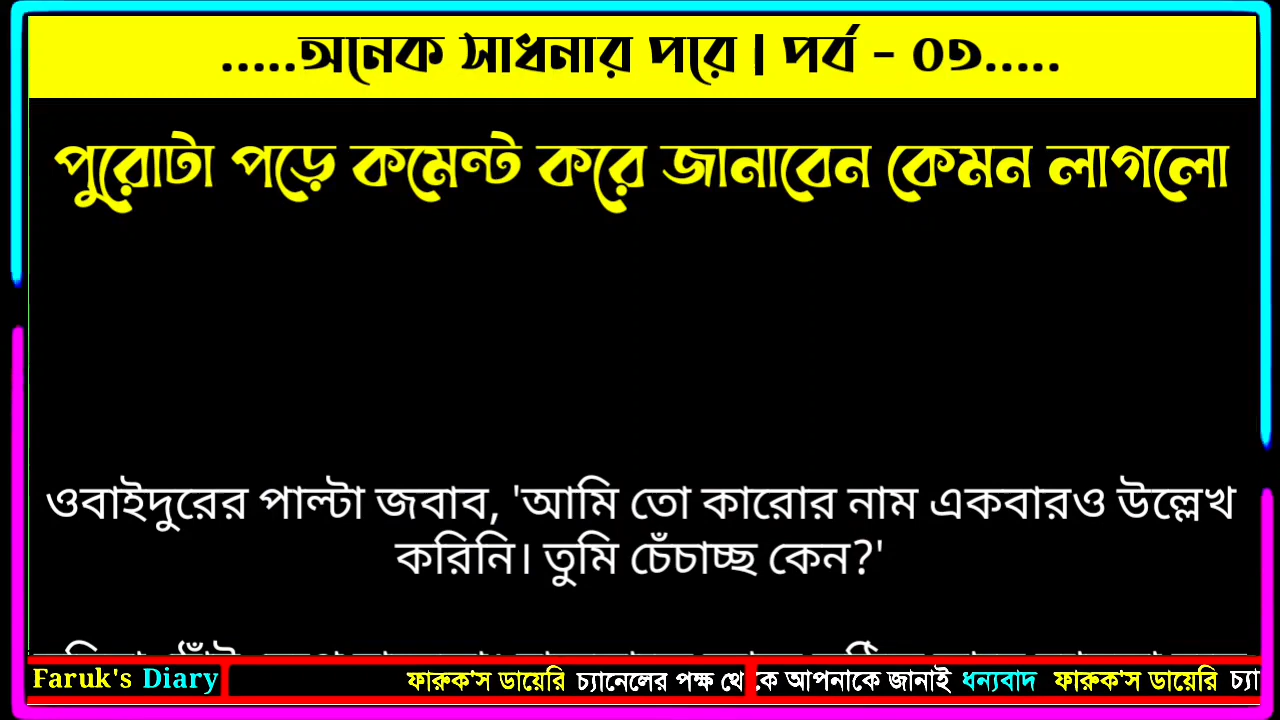 .....অনেক সাধনার পরে। পর্ব - ০৩.....
পুরোটা পড়ে কমেন্ট করে জানাবেন কেমন লাগলো
ওবাইদুরের পাল্টা জবাব, 'আমি তো কারোর নাম একবারও উল্লেখ
করিনি। তুমি চেঁচাচ্ছ কেন?'
Faruk's Diary ফারুক'স ডায়েরি চ্যানেলের পক্ষ থেকে আপনাকে জানাই ধন্যবাদ ফারুক'স ডায়েরি চ্যা